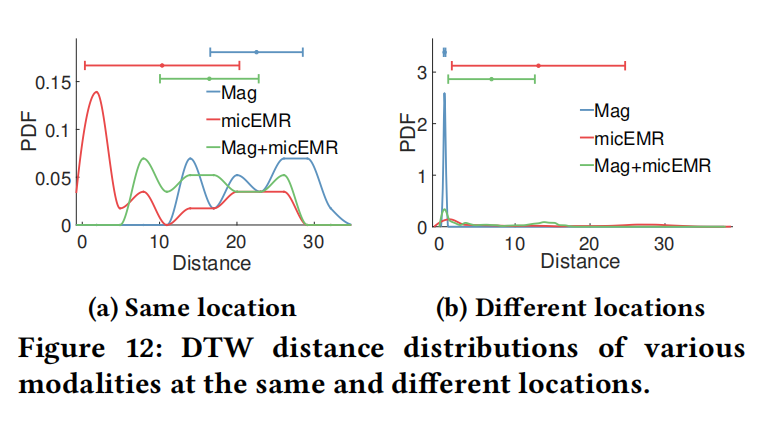 PDF
0.15
0.1
0.05
0
Mag
micEMR
Mag+micEMR
0 10 20 30
Distance
PDF
3
2
1
0
Mag
micEMR
Mag+micEMR
0 10 20 30
Distance
(a) Same location
(b) Different locations
Figure 12: DTW distance distributions of various
modalities at the same and different locations.